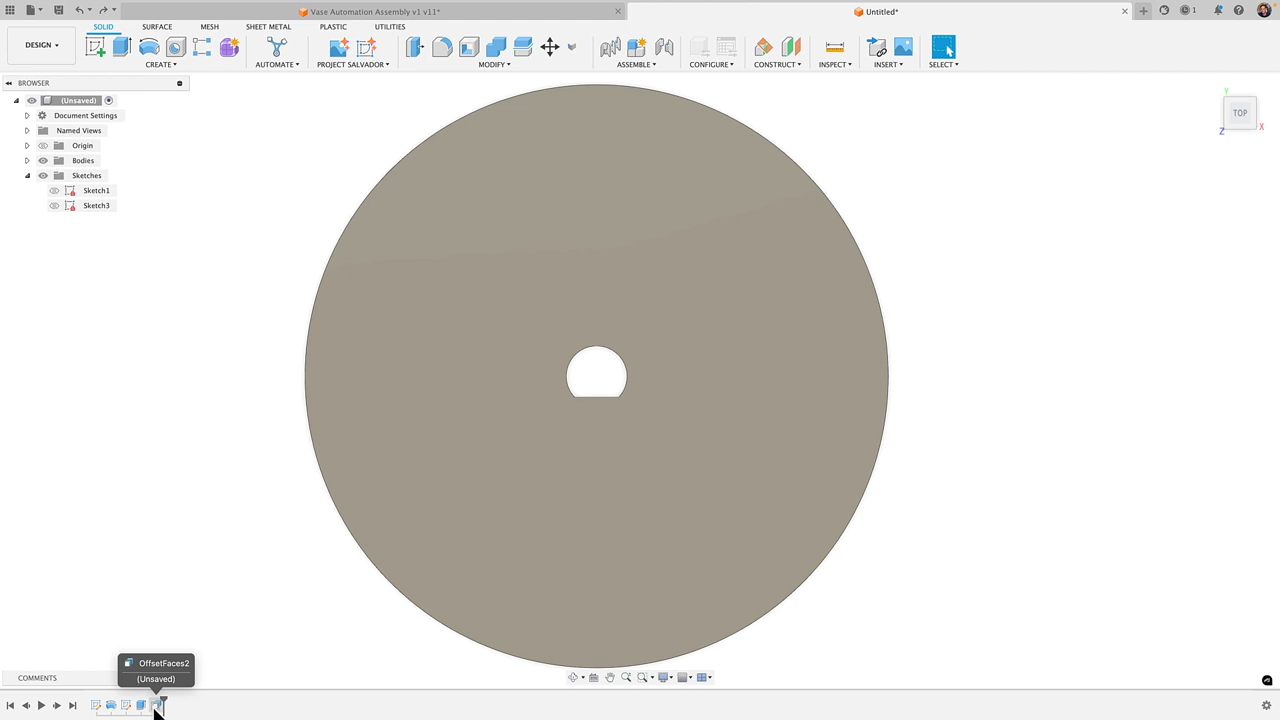 Vase Automation Assembly v1 v11*
Untitled*
SOLID
SURFACE
MESH
SHEET METAL
PLASTIC
UTILITIES
DESIGN
CREATE
AUTOMATE
PROJECT SALVADOR
MODIFY
ASSEMBLE
CONFIGURE
CONSTRUCT
INSPECT
INSERT
SELECT
1
BROWSER
(Unsaved)
Document Settings
Named Views
Origin
Bodies
Sketches
Sketch1
Sketch3
Y
TOP
Z
X
OffsetFaces2
(Unsaved)
COMMENTS